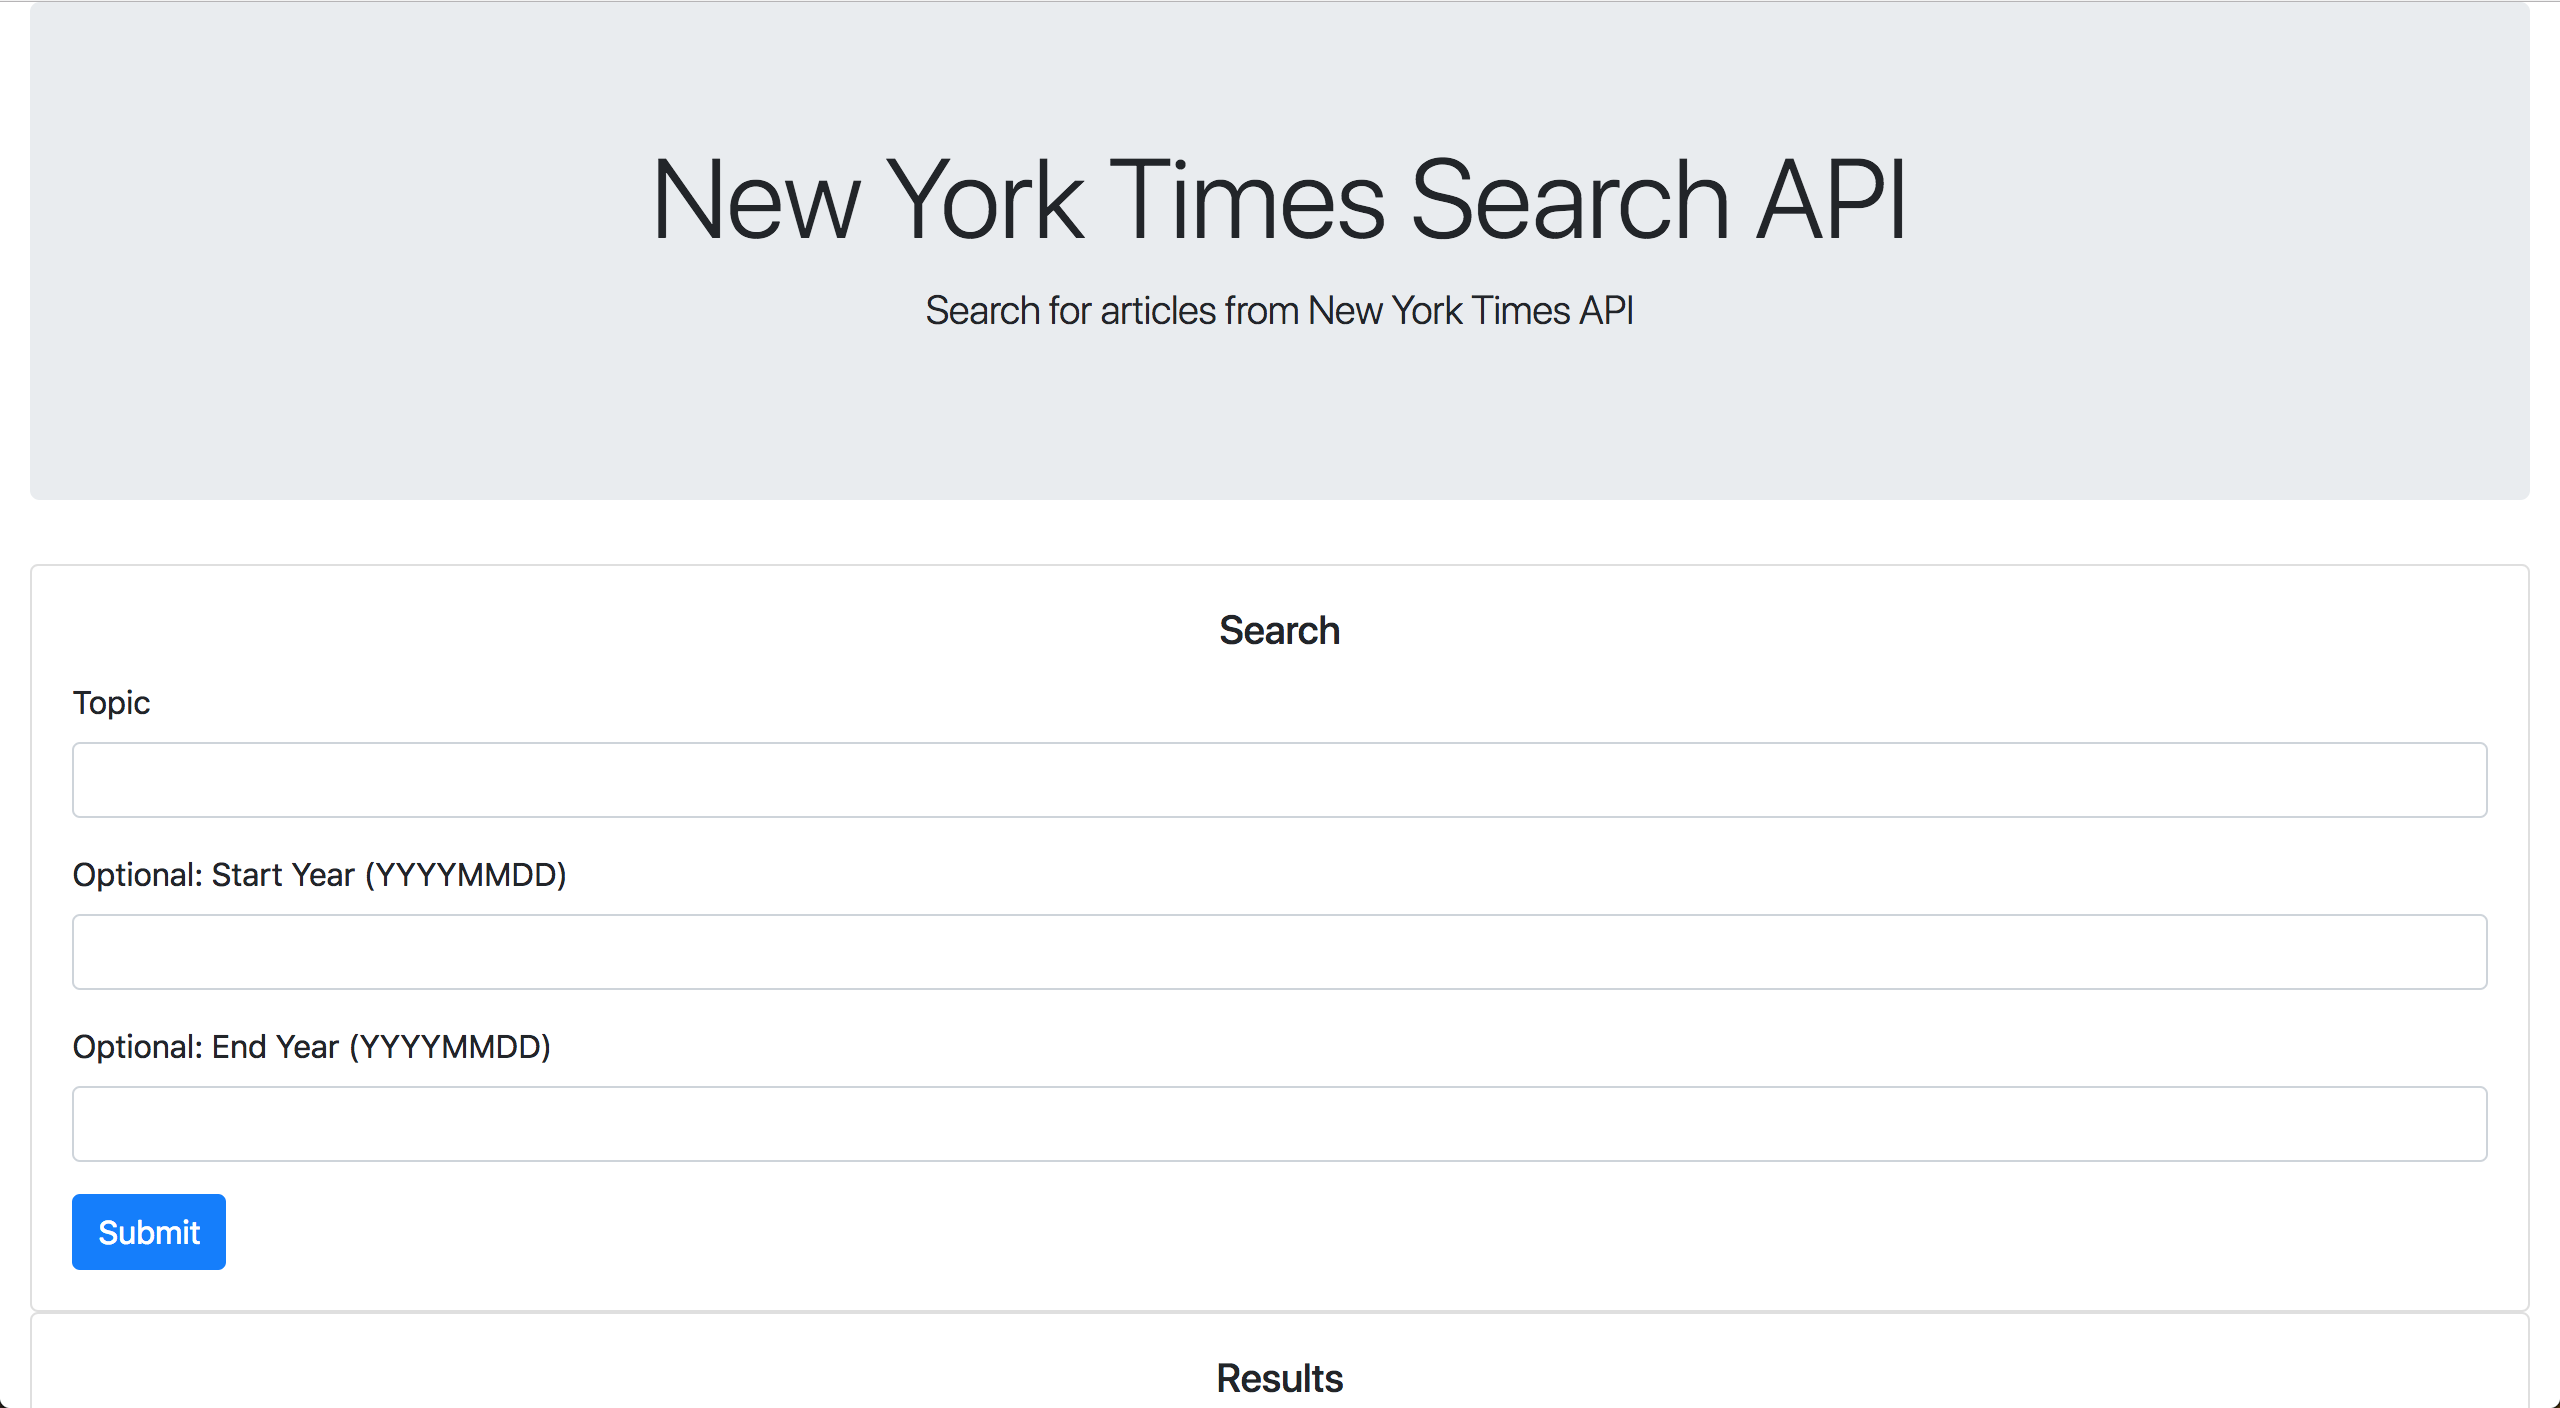 New York Times Search API
Search for articles from New York Times API
Search
Topic
Optional: Start Year (YYYYMMDD)
Optional: End Year (YYYYMMDD)
Submit
Results